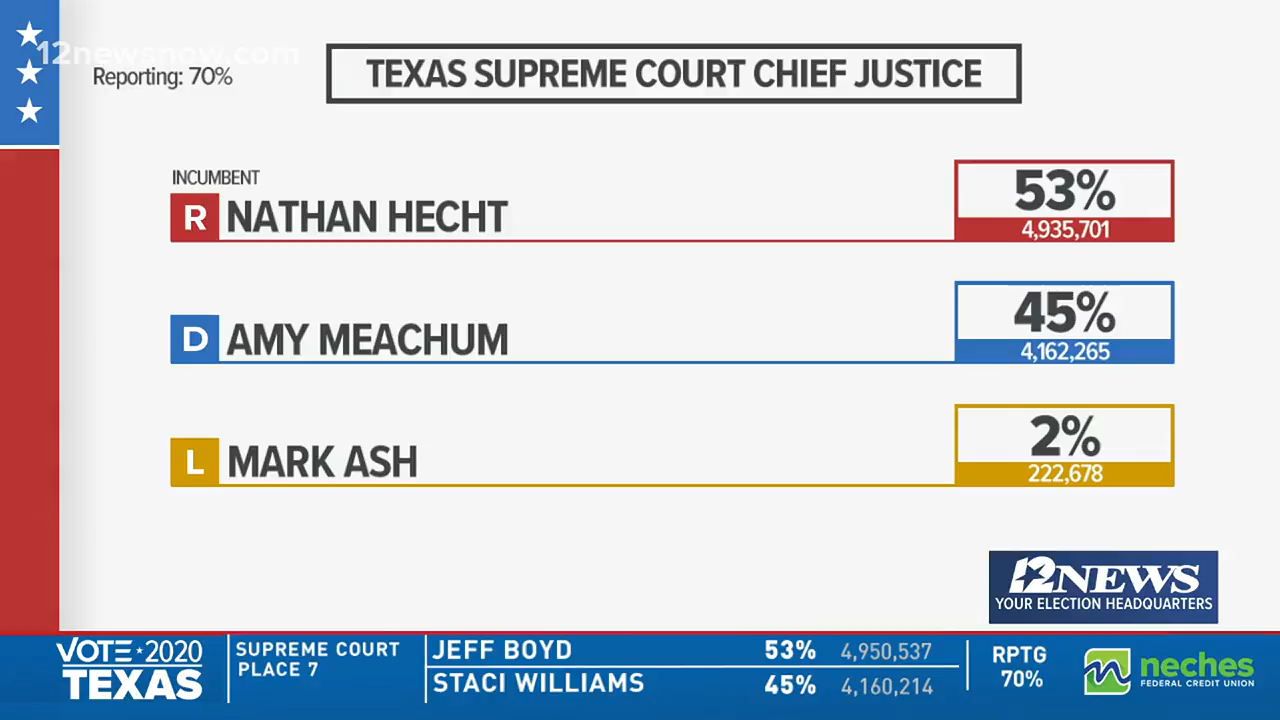 12newsnow.com
Reporting: 70%
TEXAS SUPREME COURT CHIEF JUSTICE
INCUMBENT
R NATHAN HECHT
53%
4,935,701
D AMY MEACHUM
45%
4,162,265
L MARK ASH
2%
222,678
12NEWS
YOUR ELECTION HEADQUARTERS
VOTE 2020
TEXAS
SUPREME COURT
PLACE 7
JEFF BOYD 53% 4,950,537
STACI WILLIAMS 45% 4,160,214
RPTG
70%
neches
FEDERAL CREDIT UNION